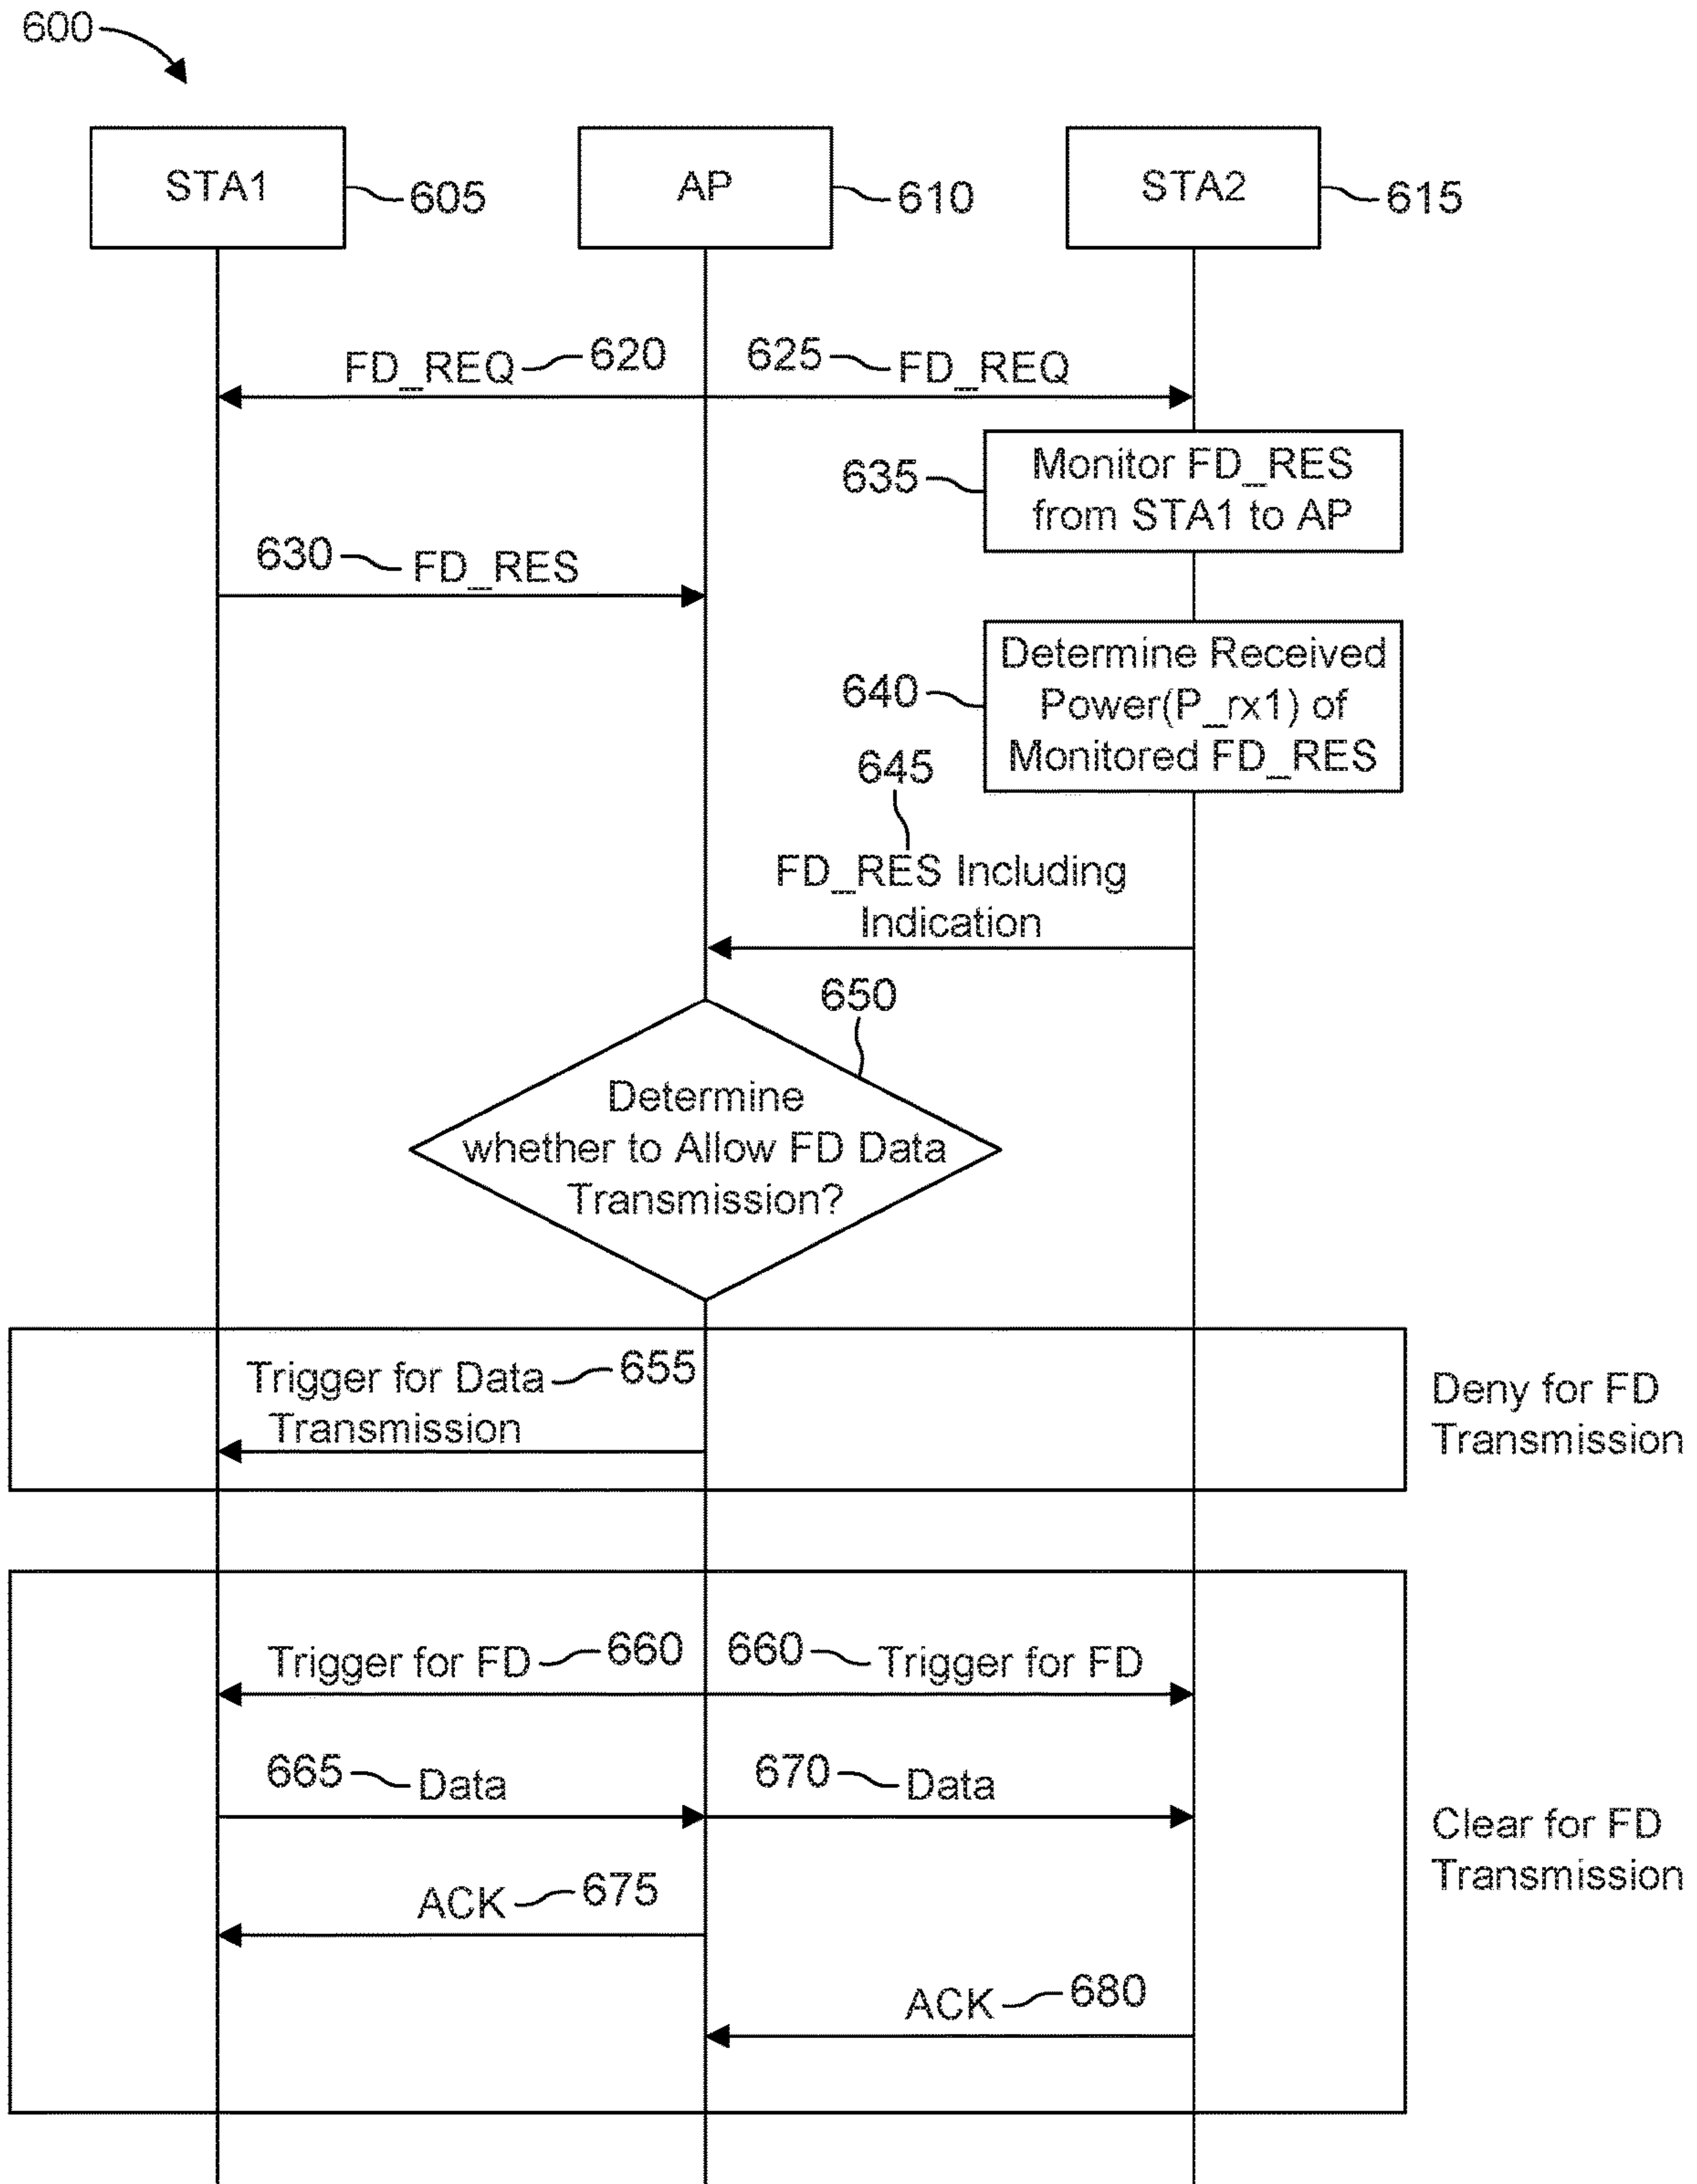 600
STA1
605
AP
610
STA2
615
FD_REQ
620
625
FD_REQ
635
Monitor FD_RES
from STA1 to AP
630
FD_RES
640
Determine Received
Power(P_rx1) of
Monitored FD_RES
645
FD_RES Including
Indication
650
Determine
whether to Allow FD Data
Transmission?
Trigger for Data
Transmission
655
Deny for FD
Transmission
Trigger for FD
660
660
Trigger for FD
665
Data
670
Data
Clear for FD
Transmission
ACK
675
ACK
680